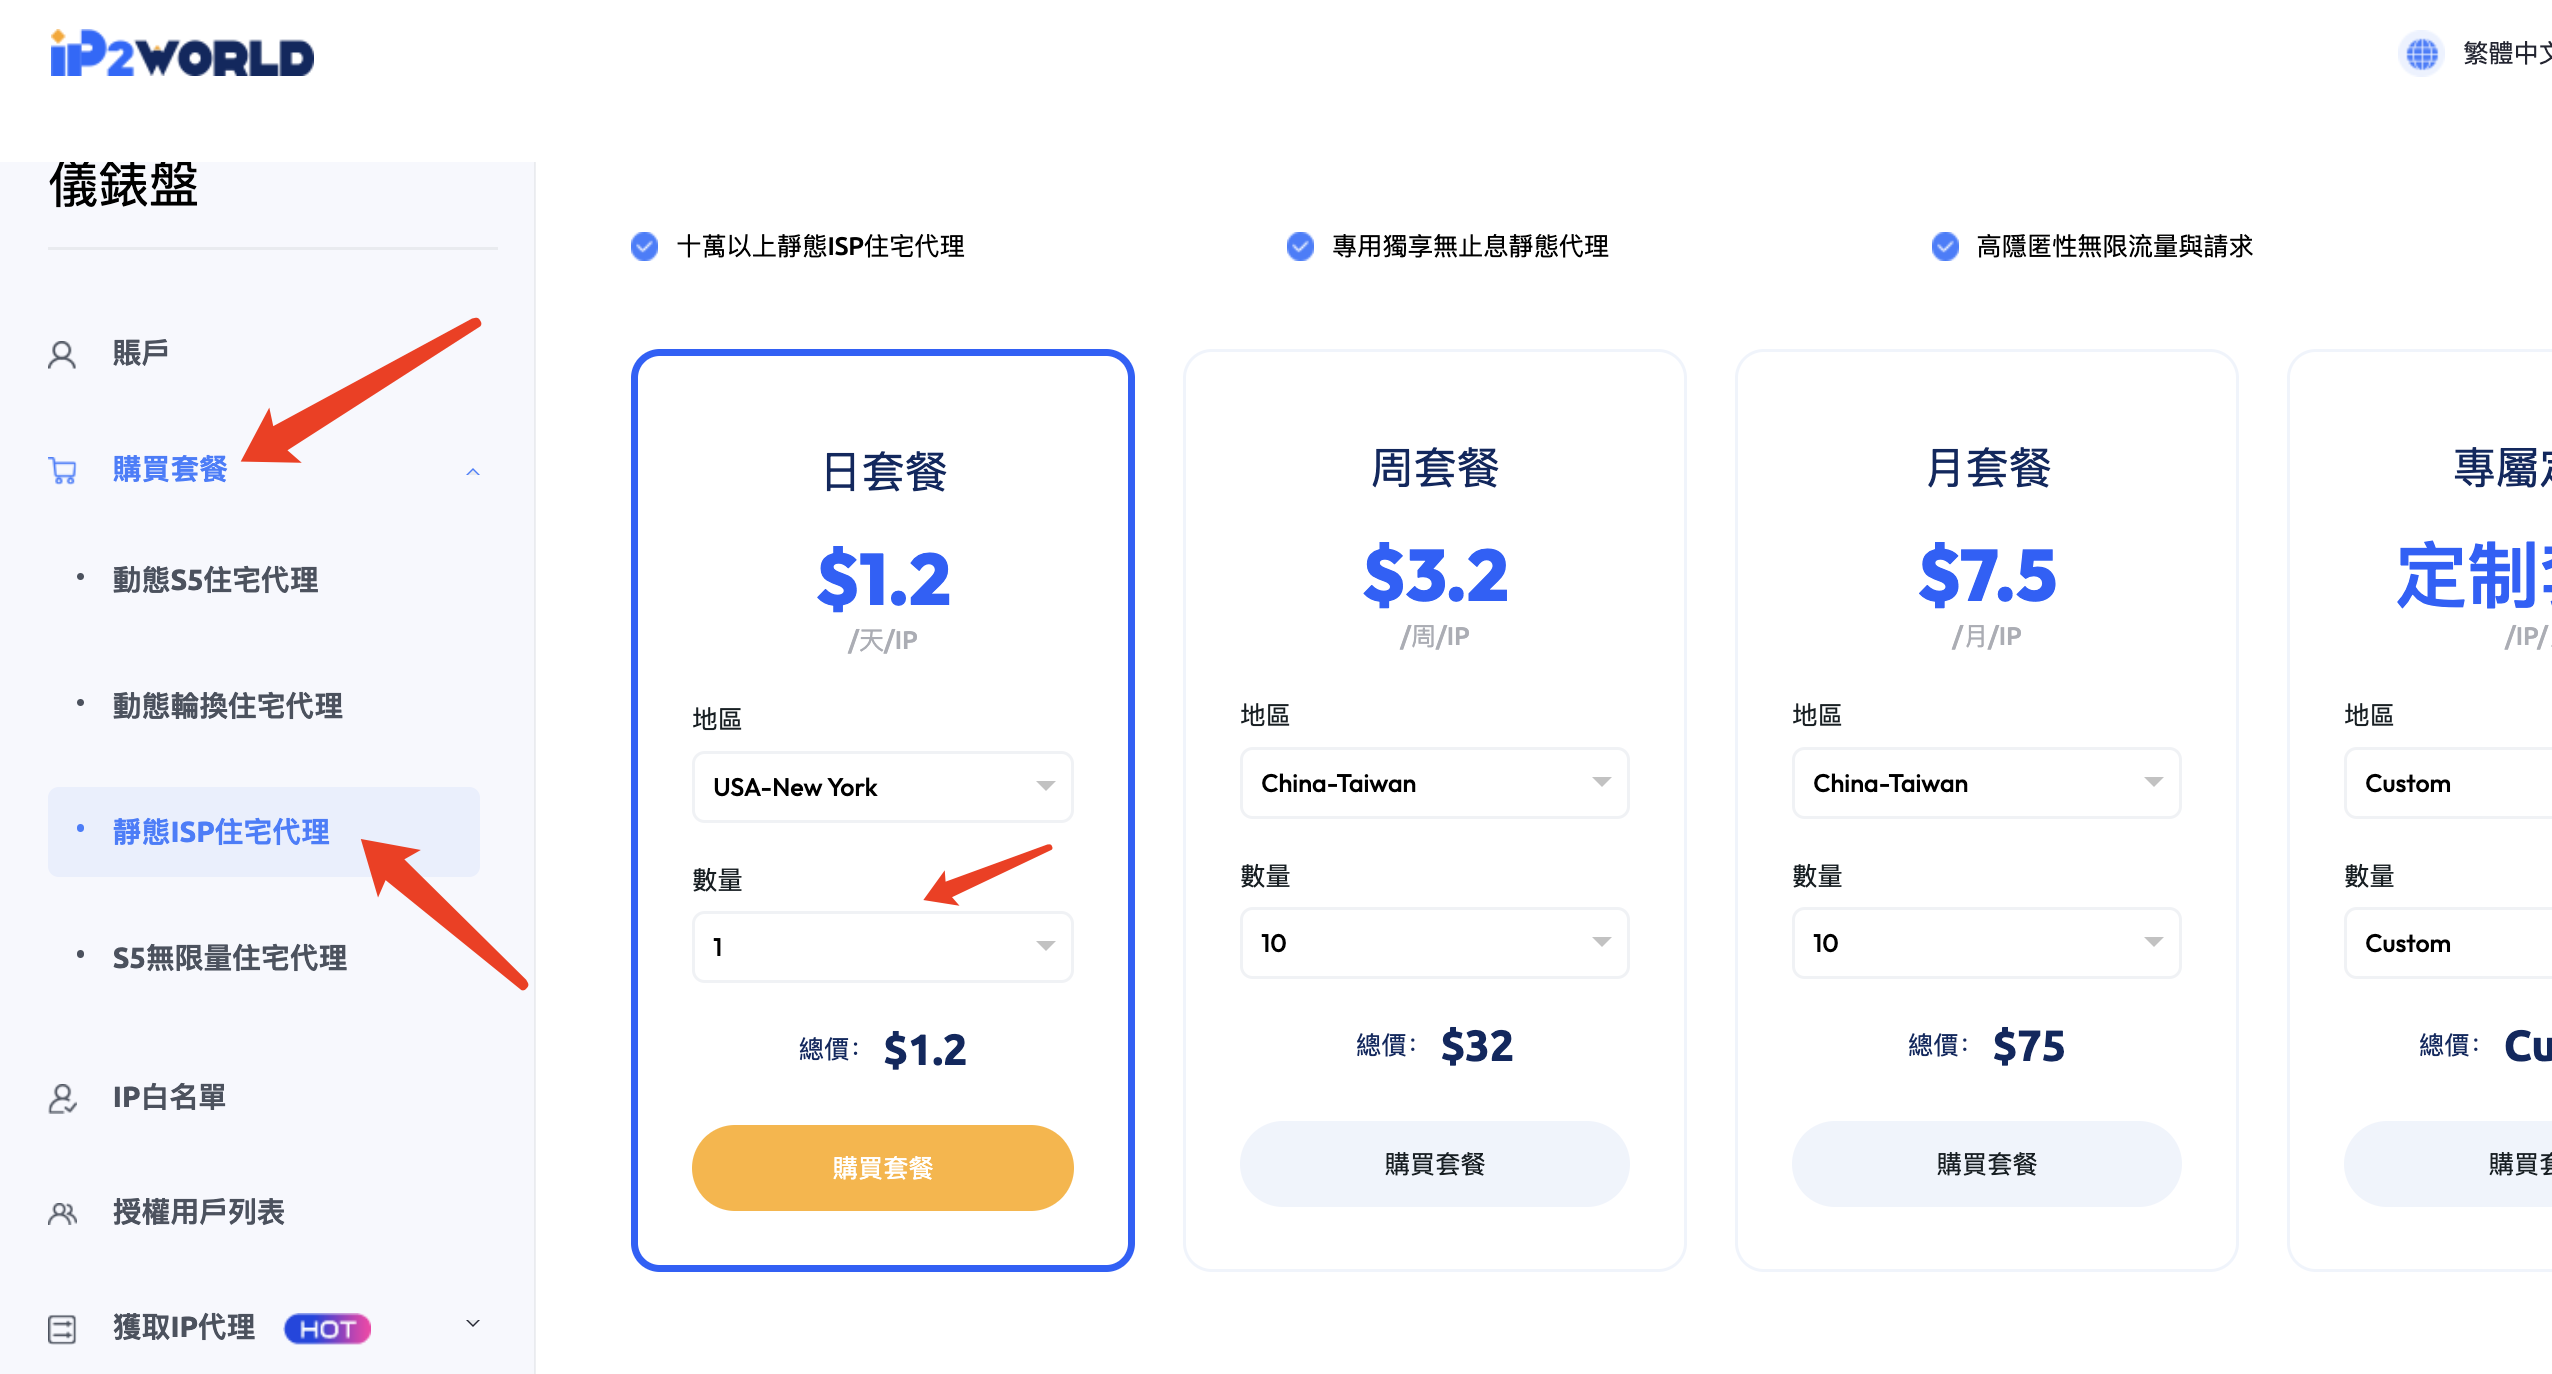 iP2WORLD
繁體中文
儀錶盤
賬戶
購買套餐
動態S5住宅代理
動態輪換住宅代理
靜態ISP住宅代理
S5無限量住宅代理
IP白名單
授權用戶列表
獲取IP代理 HOT
十萬以上靜態ISP住宅代理
專用獨享無止息靜態代理
高隱匿性無限流量與請求
日套餐
$1.2
/天/IP
地區
USA-New York
數量
1
總價： $1.2
購買套餐
周套餐
$3.2
/周/IP
地區
China-Taiwan
數量
10
總價： $32
購買套餐
月套餐
$7.5
/月/IP
地區
China-Taiwan
數量
10
總價： $75
購買套餐
專屬定
定制套
/IP/
地區
Custom
數量
Custom
總價： Cu
購買套